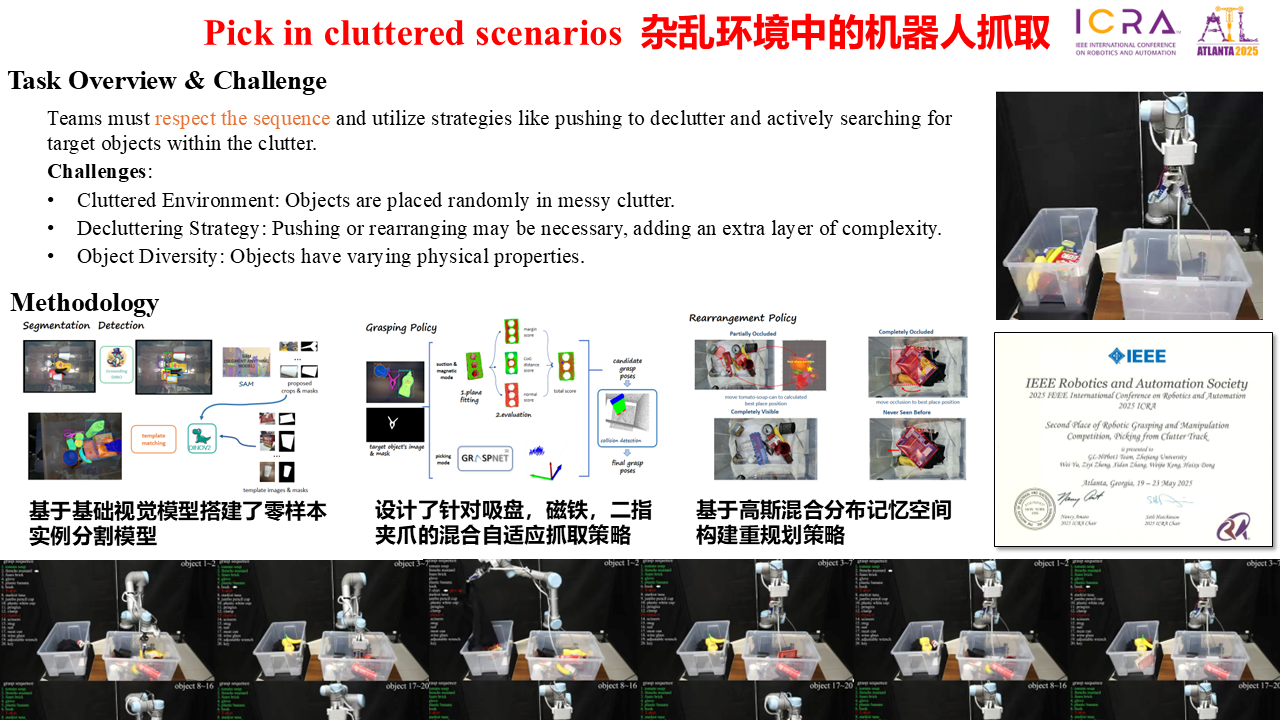 Pick in cluttered scenarios 杂乱环境中的机器人抓取
ICRA
IEEE INTERNATIONAL CONFERENCE
ON ROBOTICS AND AUTOMATION
ATL
ATLANTA 2025
Task Overview & Challenge
Teams must respect the sequence and utilize strategies like pushing to declutter and actively searching for
target objects within the clutter.
Challenges:
• Cluttered Environment: Objects are placed randomly in messy clutter.
• Decluttering Strategy: Pushing or rearranging may be necessary, adding an extra layer of complexity.
• Object Diversity: Objects have varying physical properties.
Methodology
Segmentation Detection
SAM
proposed
crops & masks
template
matching
DINOV2
template images & masks
基于基础视觉模型搭建了零样本
实例分割模型
Grasping Policy
suction &
magnetic
mode
1.plane
fitting
margin
score
CoG
distance
score
normal
score
2.evaluation
total score
candidate
grasp
poses
collision detection
final grasp
poses
target object's image
& mask
picking
mode
GRASPNET
设计了针对吸盘，磁铁，二指
夹爪的混合自适应抓取策略
Rearrangement Policy
Partially Occluded
Completely Occluded
move tomato-soup-can to calculated
best place position
move occlusion to best place position
Completely Visible
Never Seen Before
基于高斯混合分布记忆空间
构建重规划策略
IEEE
IEEE Robotics and Automation Society
2025 IEEE International Conference on Robotics and Automation
2025 ICRA
Second Place of Robotic Grasping and Manipulation
Competition, Picking from Clutter Track
is presented to
Zhejiang University
Atlanta, Georgia, 19 – 23 May 2025
2025 ICRA Chair
2025 ICRA Chair
object 1~2
object 3~7
object 1~2
object 3~7
object 1~2
object 3~7
object 8~16
object 17~20
object 8~16
object 17~20
object 8~16
object 17~20